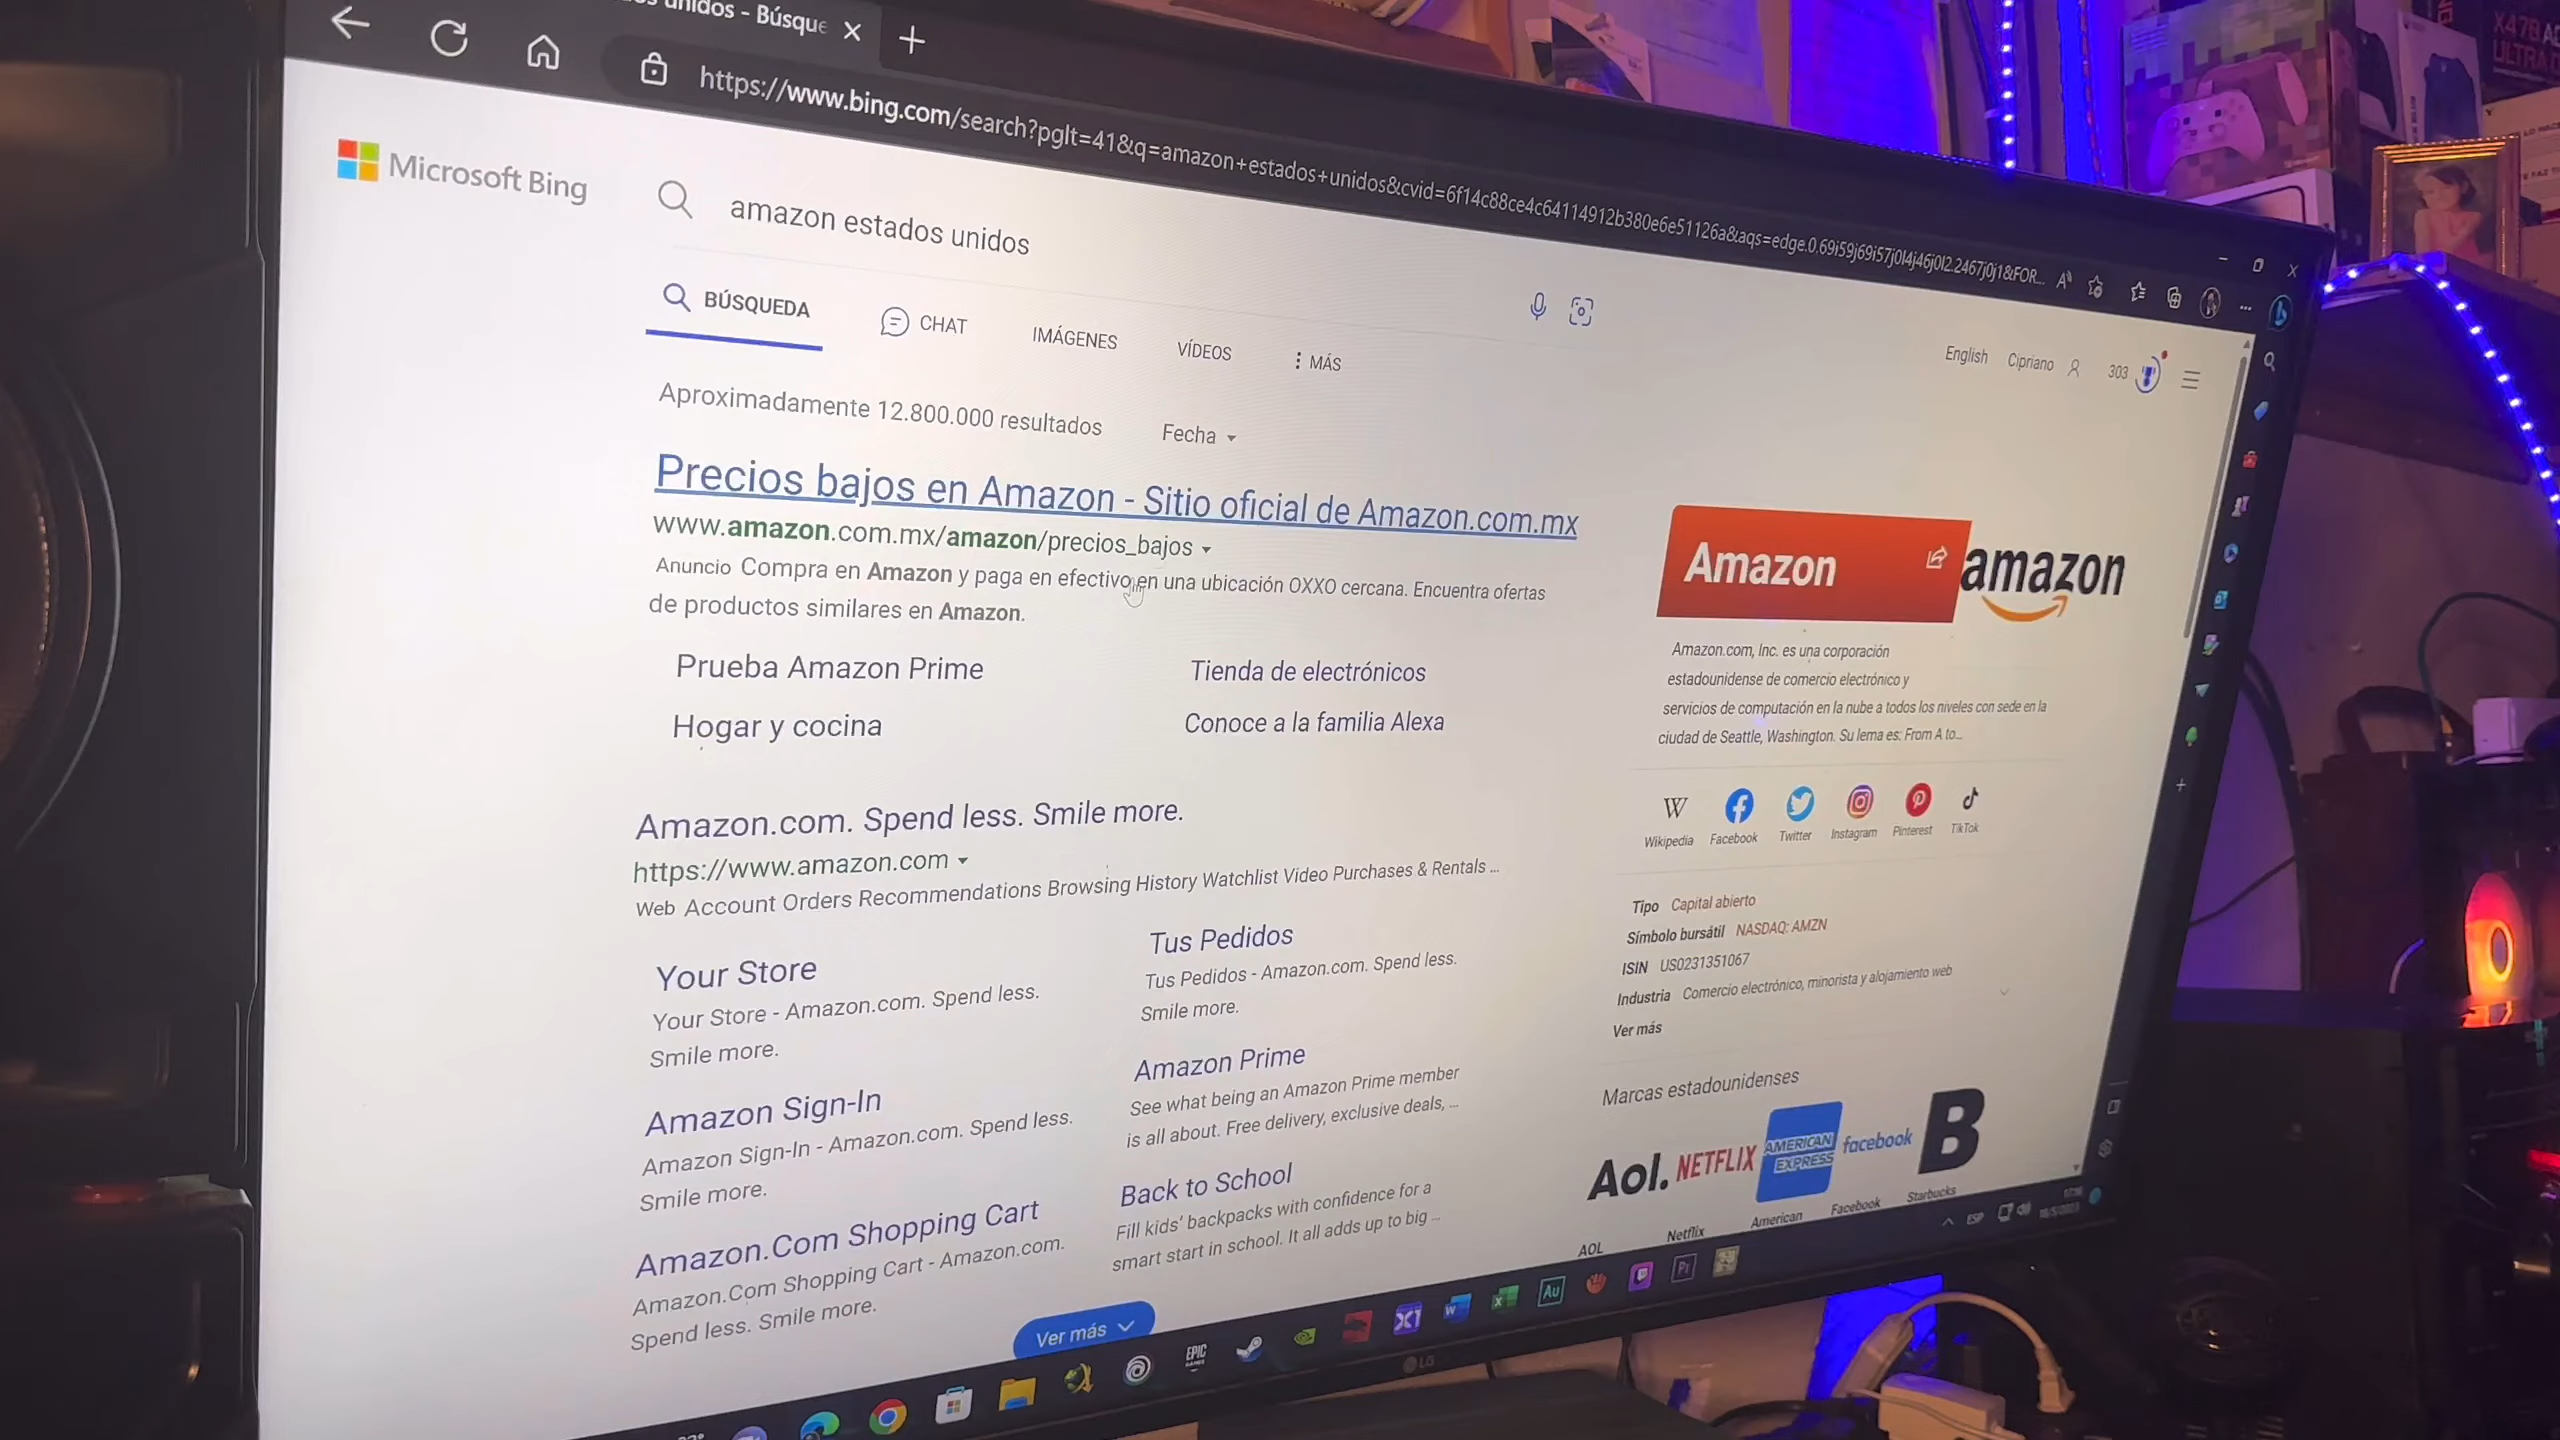 unidos - Búsque
https://www.bing.com/search?pglt=41&q=amazon+estados+unidos&cvid=6f14c88ce4c64114912b380e6e51126a&aqs=edge.0.69i59j69i57j0l4j46j0l2.2467j0j1&FOR...
X470 A
ULTRA
Microsoft Bing
amazon estados unidos
BÚSQUEDA
CHAT
IMÁGENES
VÍDEOS
MÁS
English
Cipriano
303
Aproximadamente 12.800.000 resultados
Fecha
Precios bajos en Amazon - Sitio oficial de Amazon.com.mx
www.amazon.com.mx/amazon/precios_bajos
Anuncio Compra en Amazon y paga en efectivo en una ubicación OXXO cercana. Encuentra ofertas
de productos similares en Amazon.
Prueba Amazon Prime
Tienda de electrónicos
Hogar y cocina
Conoce a la familia Alexa
Amazon.com. Spend less. Smile more.
https://www.amazon.com
Web Account Orders Recommendations Browsing History Watchlist Video Purchases & Rentals ...
Your Store
Your Store - Amazon.com. Spend less.
Smile more.
Tus Pedidos
Tus Pedidos - Amazon.com. Spend less.
Smile more.
Amazon Sign-In
Amazon Sign-In - Amazon.com. Spend less.
Smile more.
Amazon Prime
See what being an Amazon Prime member
is all about. Free delivery, exclusive deals, ...
Amazon.Com Shopping Cart
Amazon.Com Shopping Cart - Amazon.com.
Spend less. Smile more.
Back to School
Fill kids' backpacks with confidence for a
smart start in school. It all adds up to big ...
Ver más
Amazon
amazon
Amazon.com, Inc. es una corporación
estadounidense de comercio electrónico y
servicios de computación en la nube a todos los niveles con sede en la
ciudad de Seattle, Washington. Su lema es: From A to...
W
Wikipedia
Facebook
Twitter
Instagram
Pinterest
TikTok
Tipo Capital abierto
Símbolo bursátil NASDAQ: AMZN
ISIN US0231351067
Industria Comercio electrónico, minorista y alojamiento web
Ver más
Marcas estadounidenses
Aol.
NETFLIX
AMERICAN
EXPRESS
facebook
B
AOL
Netflix
American
Facebook
Starbucks
EPIC
GAMES
Au
Pr
ESP
LG